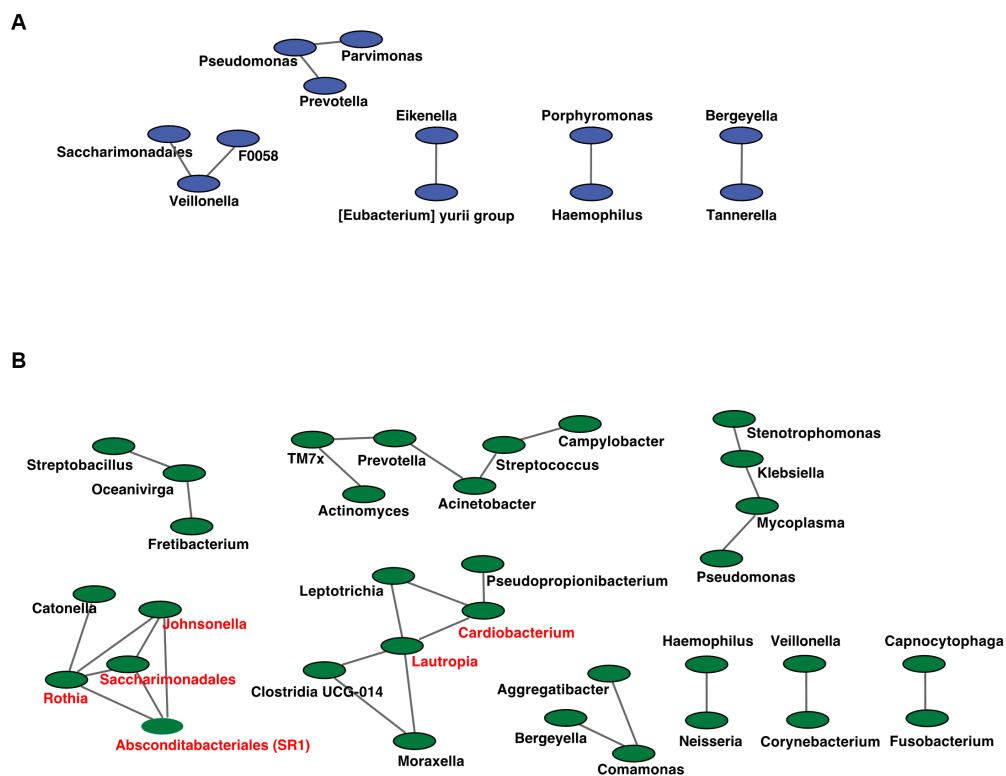 A
Pseudomonas
Parvimonas
Prevotella
Eikenella
Porphyromonas
Bergeyella
Saccharimonadales
F0058
Veillonella
[Eubacterium] yurii group
Haemophilus
Tannerella
B
Campylobacter
Stenotrophomonas
Streptobacillus
TM7x
Prevotella
Streptococcus
Klebsiella
Oceanivirga
Actinomyces
Acinetobacter
Mycoplasma
Fretibacterium
Pseudomonas
Leptotrichia
Pseudopropionibacterium
Catonella
Johnsonella
Cardiobacterium
Haemophilus
Veillonella
Capnocytophaga
Lautropia
Saccharimonadales
Rothia
Clostridia UCG-014
Aggregatibacter
Bergeyella
Absconditabacteriales (SR1)
Neisseria
Corynebacterium
Fusobacterium
Moraxella
Comamonas